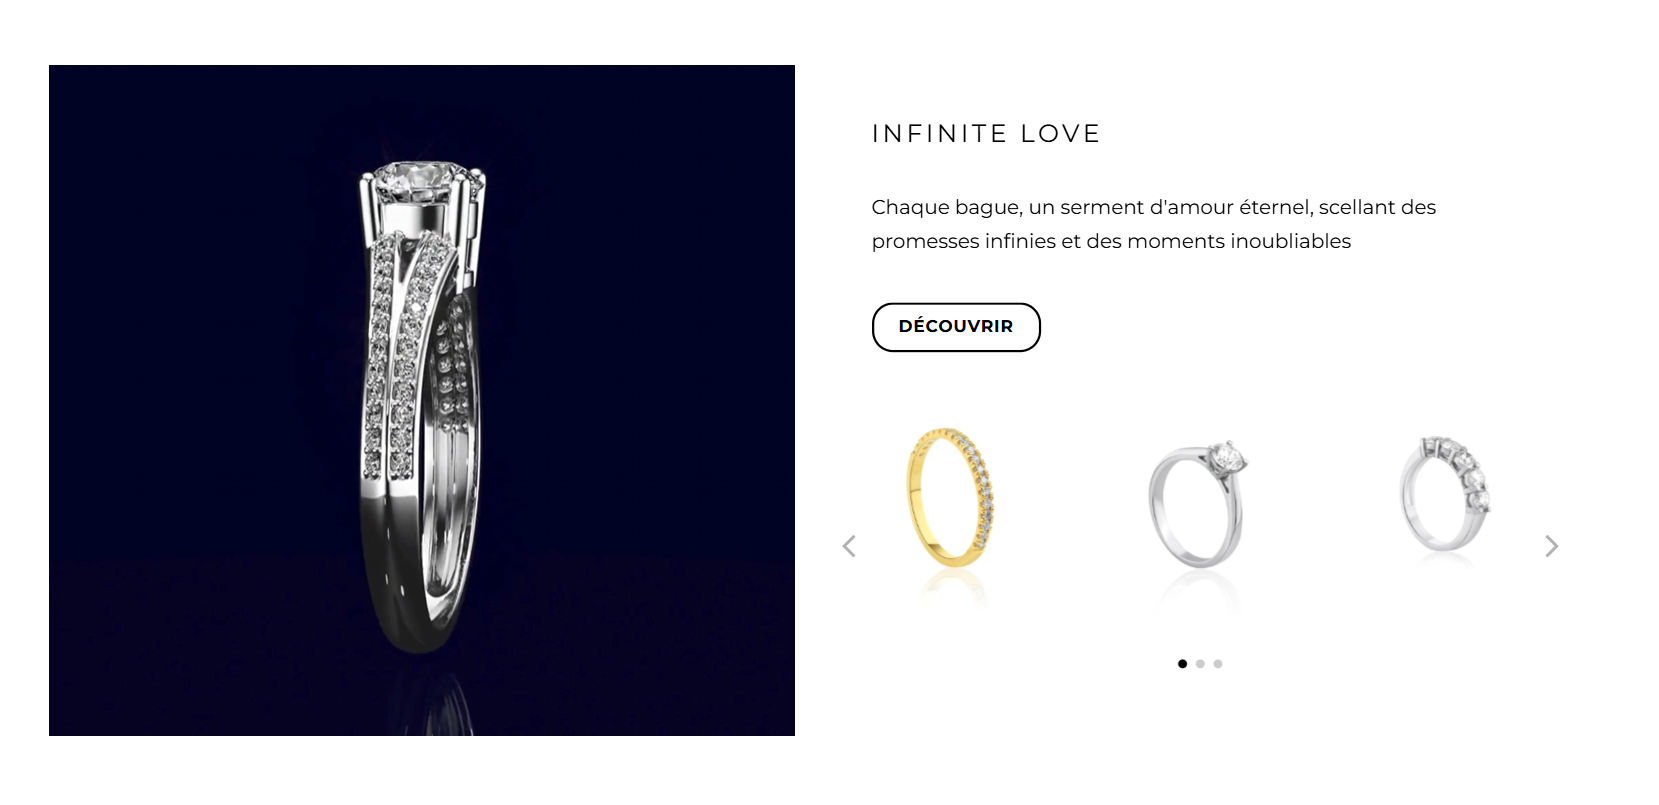 INFINITE LOVE
Chaque bague, un serment d'amour éternel, scellant des
promesses infinies et des moments inoubliables
DÉCOUVRIR